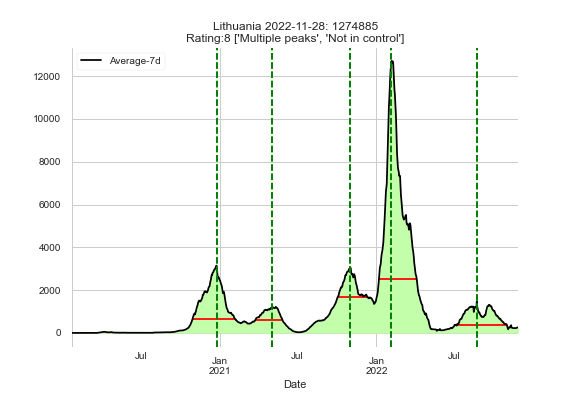 Lithuania 2022-11-28: 1274885
Rating:8 ['Multiple peaks', 'Not in control']
Average-7d
12000
10000
8000
6000
4000
2000
0
Jul
Jan
2021
Jul
Jan
2022
Jul
Date